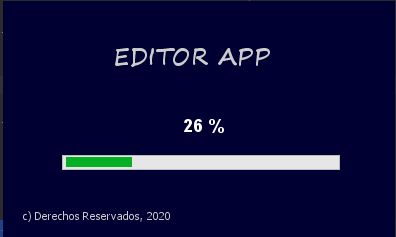 EDITOR APP
26 %
c) Derechos Reservados, 2020